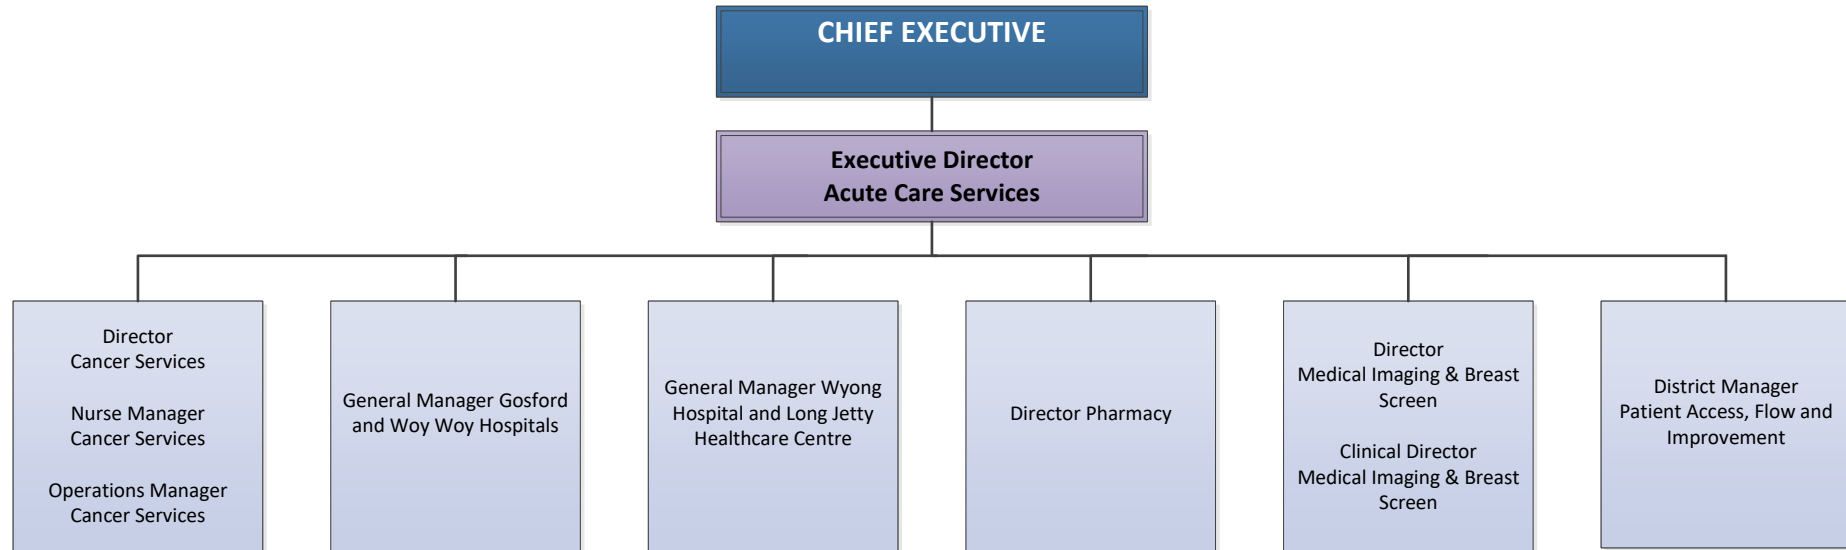 CHIEF EXECUTIVE
Executive Director
Acute Care Services
Director
Cancer Services
Nurse Manager
Cancer Services
Operations Manager
Cancer Services
General Manager Gosford
and Woy Woy Hospitals
General Manager Wyong
Hospital and Long Jetty
Healthcare Centre
Director Pharmacy
Director
Medical Imaging & Breast
Screen
Clinical Director
Medical Imaging & Breast
Screen
District Manager
Patient Access, Flow and
Improvement